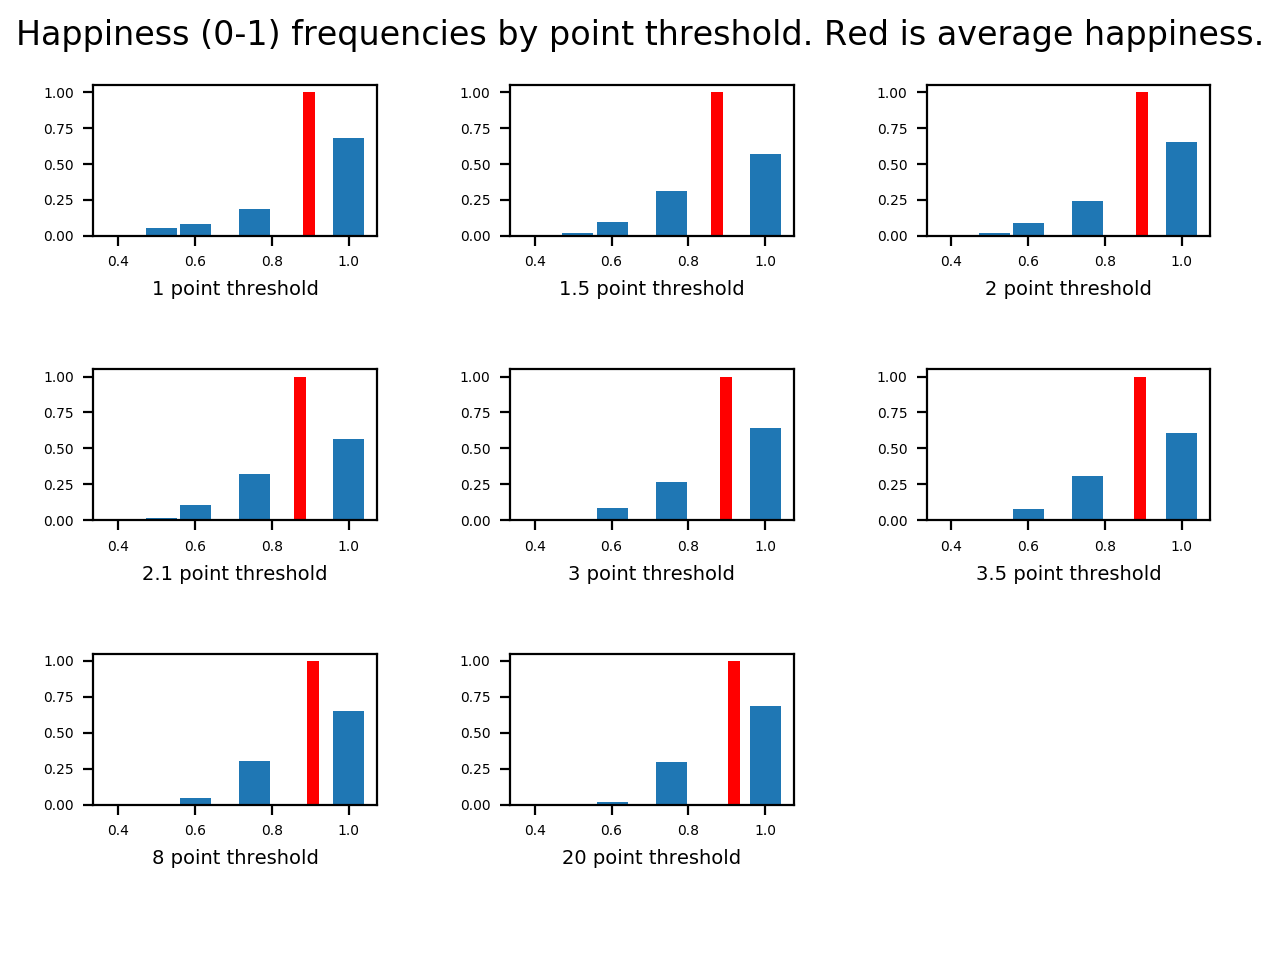 Happiness (0-1) frequencies by point threshold. Red is average happiness.
1.00 1.00 1.00
0.75 0.75 0.75
0.50 0.50 0.50
0.25 0.25 0.25
0.00 0.00 0.00
0.4 0.6 0.8 1.0 0.4 0.6 0.8 1.0 0.4 0.6 0.8 1.0
1 point threshold 1.5 point threshold 2 point threshold
1.00 1.00 1.00
0.75 0.75 0.75
0.50 0.50 0.50
0.25 0.25 0.25
0.00 0.00 0.00
0.4 0.6 0.8 1.0 0.4 0.6 0.8 1.0 0.4 0.6 0.8 1.0
2.1 point threshold 3 point threshold 3.5 point threshold
1.00 1.00
0.75 0.75
0.50 0.50
0.25 0.25
0.00 0.00
0.4 0.6 0.8 1.0 0.4 0.6 0.8 1.0
8 point threshold 20 point threshold